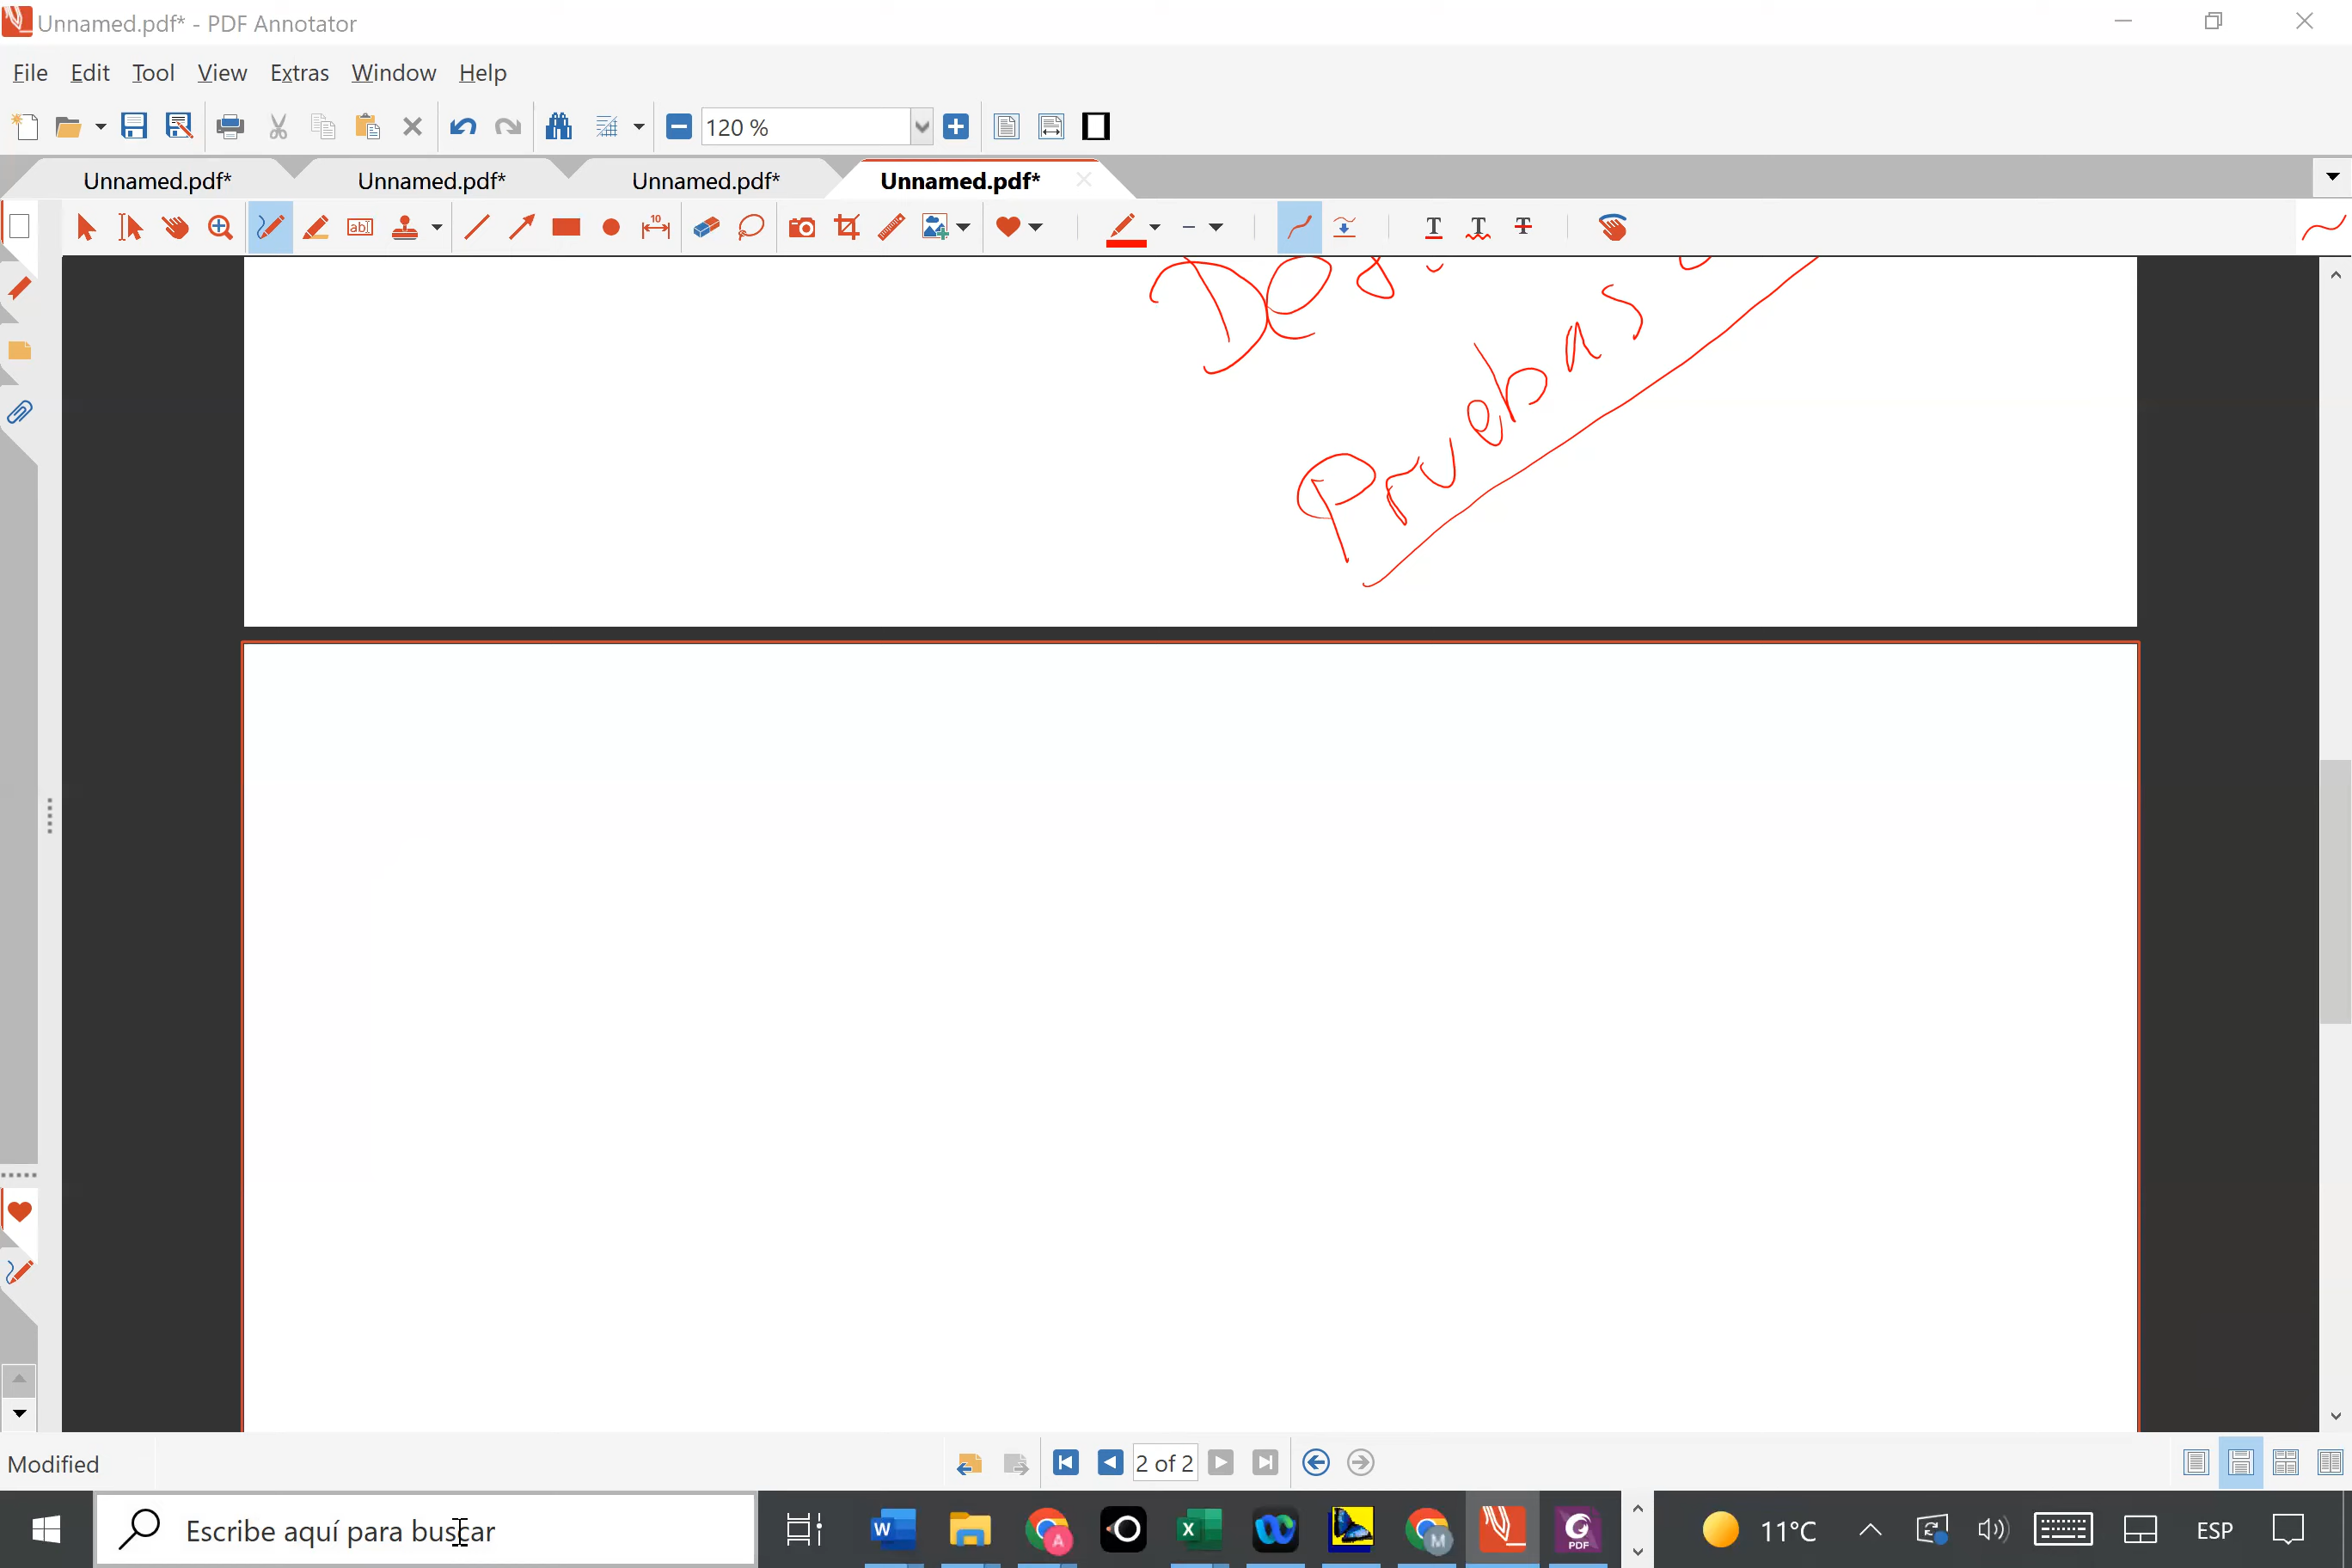 Unnamed.pdf* - PDF Annotator
File Edit Tool View Extras Window Help
120 %
Unnamed.pdf* Unnamed.pdf* Unnamed.pdf* Unnamed.pdf*
Pruebas
Modified
2 of 2
Escribe aquí para buscar
11°C
ESP